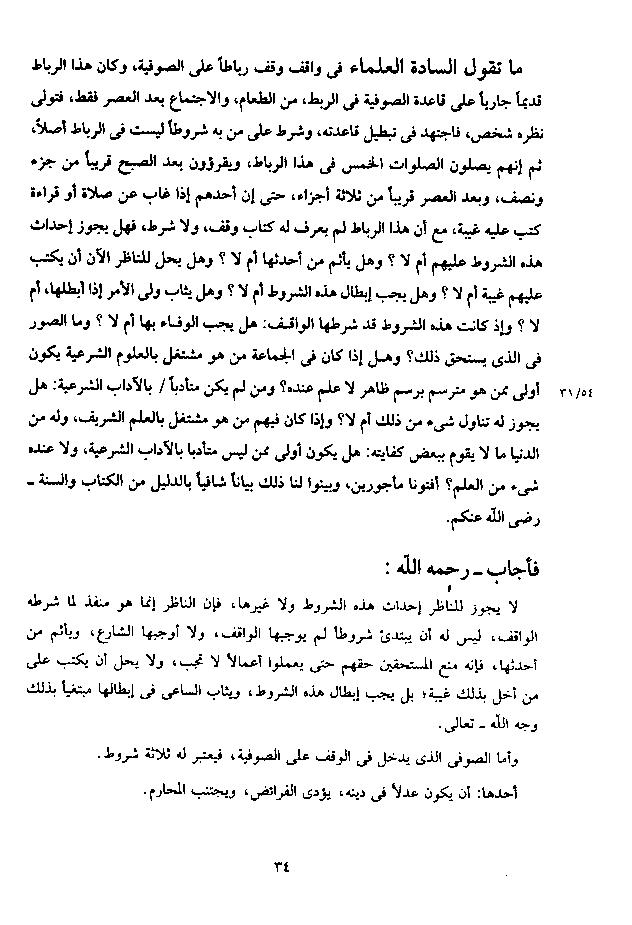 ما تقول السادة العلماء فى واقف وقف رباطاً على الصوفية، وكان هذا الرباط
قديماً جارياً على قاعدة الصوفية فى الربط، من الطعام، والاجتماع بعد العصر فقط، فتولى
نظره شخص، فاجتهد فى تبطيل قاعدته، وشرط على من به شروطاً ليست فى الرباط أصلاً،
ثم إنهم يصلون الصلوات الخمس فى هذا الرباط، ويقرؤون بعد الصبح قريباً من جزء
ونصف، وبعد العصر قريباً من ثلاثة أجزاء، حتى إن أحدهم إذا غاب عن صلاة أو قراءة
كتب عليه غيبة، مع أن هذا الرباط لم يعرف له كتاب وقف، ولا شرط، فهل يجوز إحداث
هذه الشروط عليهم أم لا ؟ وهل يأثم من أحدثها أم لا ؟ وهل يحل للناظر الآن أن يكتب
عليهم غيبة أم لا ؟ وهل يجب إبطال هذه الشروط أم لا ؟ وهل يثاب ولى الأمر إذا أبطلها، أم
لا ؟ وإذ كانت هذه الشروط قد شرطها الواقف: هل يجب الوفاء بها أم لا ؟ وما الصور
فى الذى يستحق ذلك؟ وهل إذا كان فى الجماعة من هو مشتغل بالعلوم الشرعية يكون
أولى ممن هو مترسم برسم ظاهر لا علم عنده؟ ومن لم يكن متأدباً / بالآداب الشرعية: هل
٣١/٥٤
يجوز له تناول شىء من ذلك أم لا؟ وإذا كان فيهم من هو مشتغل بالعلم الشريف، وله من
الدنيا ما لا يقوم ببعض كفايته: هل يكون أولى ممن ليس متأدبا بالآداب الشرعية، ولا عنده
شىء من العلم؟ أفتونا مأجورين، وبينوا لنا ذلك بياناً شافياً بالدليل من الكتاب والسنة ـ
رضى اللّه عنكم.
فأجاب ـ رحمه اللّه :
لا يجوز للناظر إحداث هذه الشروط ولا غيرها، فإن الناظر إنما هو منفذ لما شرطه
الواقف، ليس له أن يبتدئ شروطاً لم يوجبها الواقف، ولا أوجبها الشارع، ويأثم من
أحدثها، فإنه منع المستحقين حقهم حتى يعملوا أعمالاً لا تجب، ولا يحل أن يكتب على
من أخل بذلك غيبة؛ بل يجب إبطال هذه الشروط، ويثاب الساعى فى إبطالها مبتغياً بذلك
وجه اللّه ـ تعالى.
وأما الصوفى الذى يدخل فى الوقف على الصوفية، فيعتبر له ثلاثة شروط.
أحدها: أن يكون عدلاً فى دينه، يؤدى الفرائض، ويجتنب المحارم.
٣٤